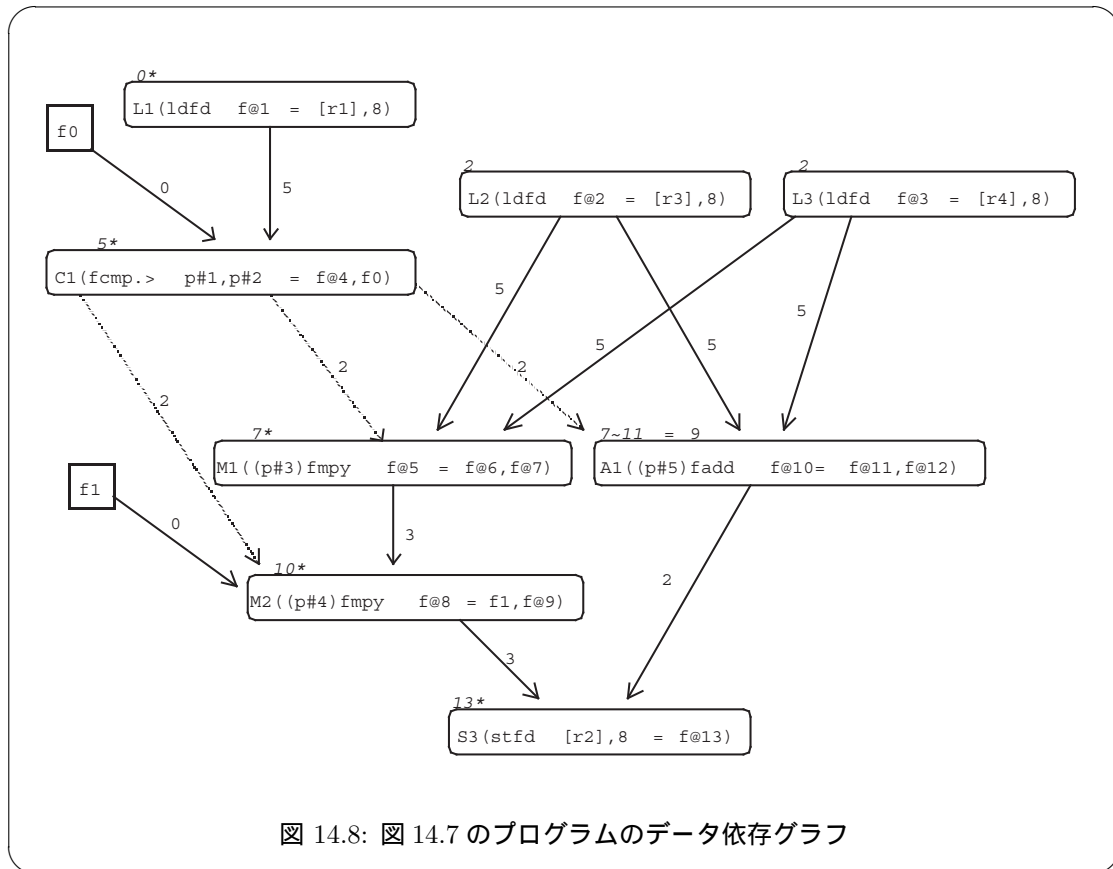 0*
L1(ldfd f@1 = [r1],8)
f0
0
5
2
L2(ldfd f@2 = [r3],8)
2
L3(ldfd f@3 = [r4],8)
5*
C1(fcmp.> p#1,p#2 = f@4,f0)
5
5
5
5
2
2
2
7*
M1((p#3)fmpy f@5 = f@6,f@7)
7~11 = 9
A1((p#5)fadd f@10= f@11,f@12)
f1
0
3
10*
M2((p#4)fmpy f@8 = f1,f@9)
2
3
13*
S3(stfd [r2],8 = f@13)
図 14.8: 図 14.7 のプログラムのデータ依存グラフ